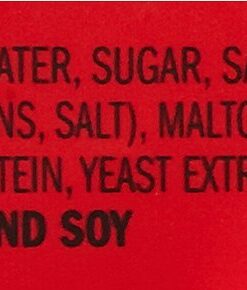 ATER, SUGAR, SA
NS, SALT), MALTO
TEIN, YEAST EXTR
ND SOY